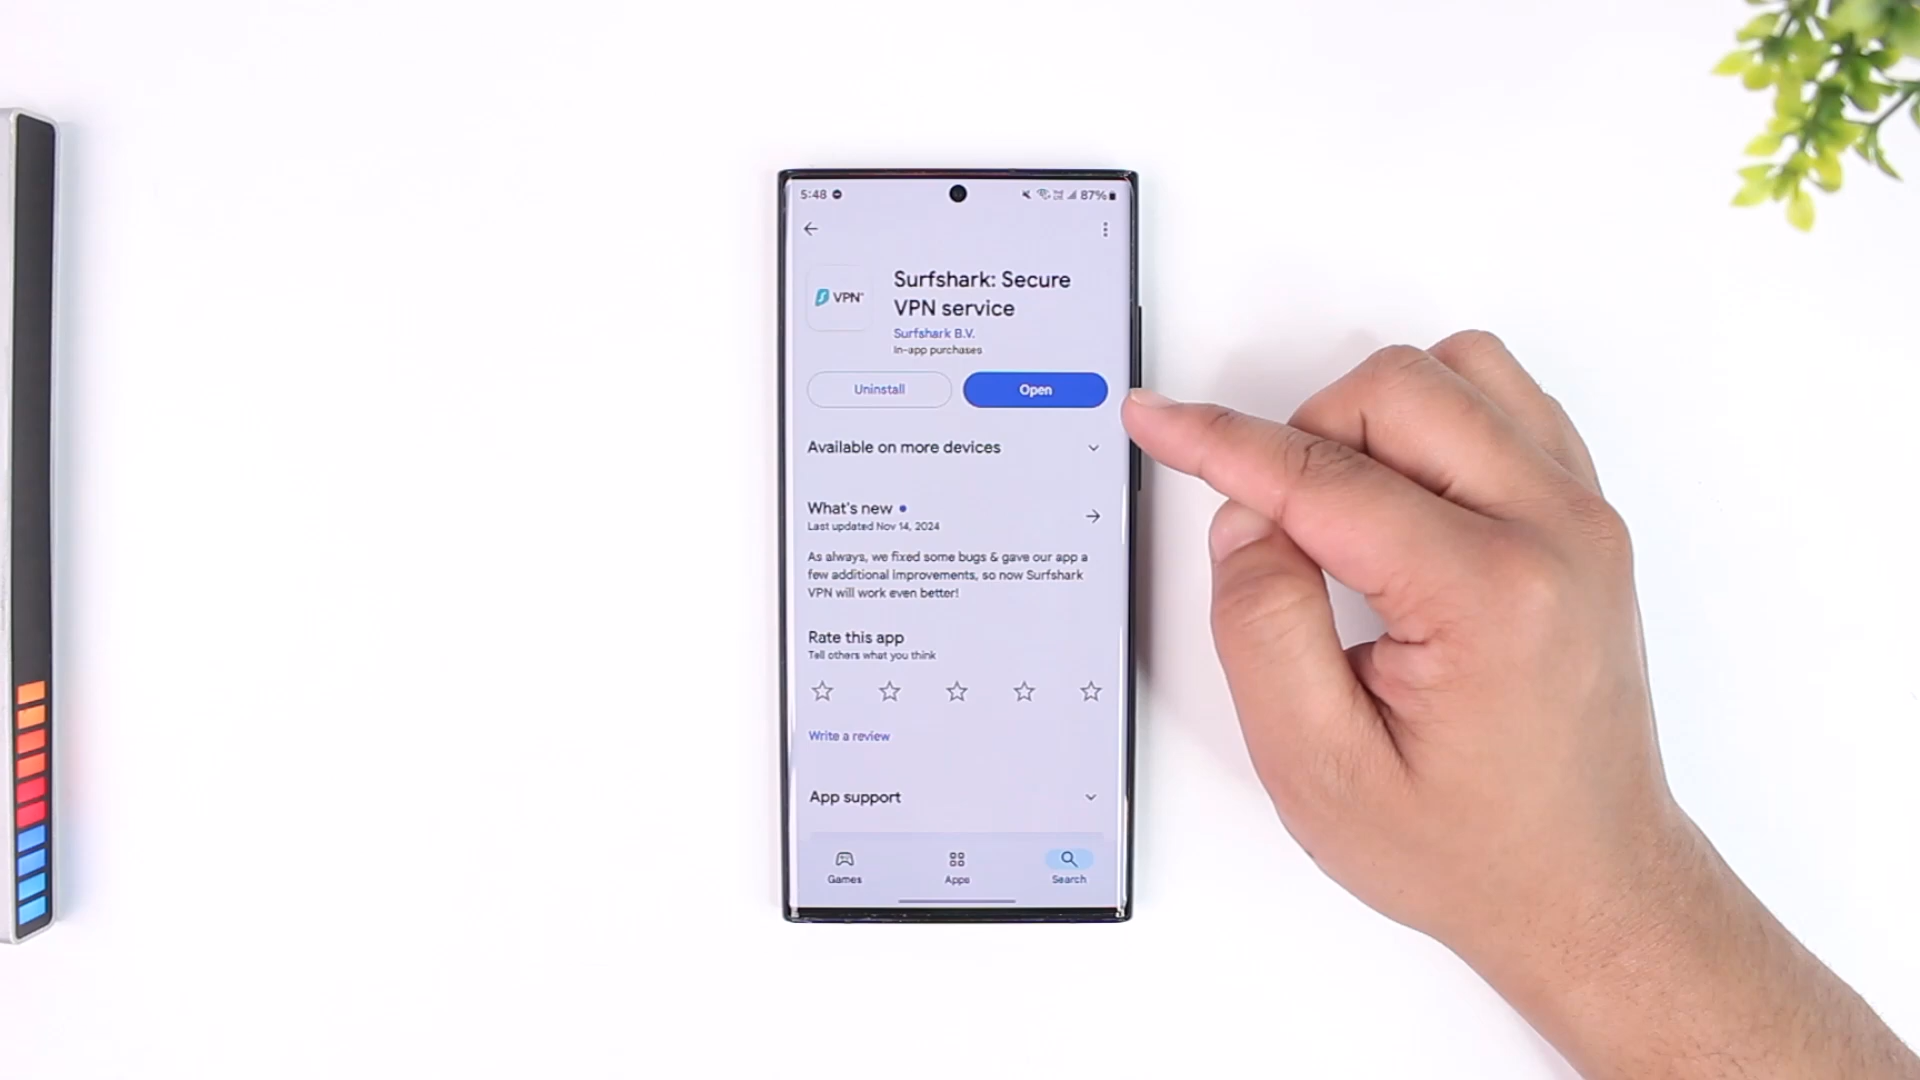 5:48
87%
VPN
Surfshark: Secure
VPN service
Surfshark B.V.
In-app purchases
Uninstall
Open
Available on more devices
What's new
Last updated Nov 14, 2024
As always, we fixed some bugs & gave our app a
few additional improvements, so now Surfshark
VPN will work even better!
Rate this app
Tell others what you think
Write a review
App support
Games
Apps
Search